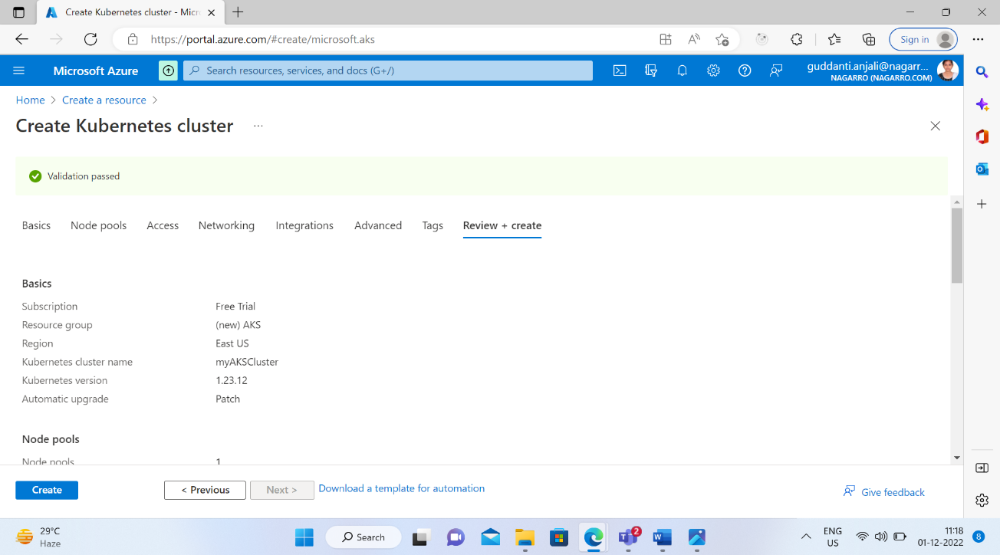 Create Kubernetes cluster - Micr
https://portal.azure.com/#create/microsoft.aks
Sign in
Microsoft Azure
Search resources, services, and docs (G+/)
guddanti.anjali@nagarr...
NAGARRO (NAGARRO.COM)
Home > Create a resource >
Create Kubernetes cluster ...
Validation passed
Basics Node pools Access Networking Integrations Advanced Tags Review + create
Basics
Subscription Free Trial
Resource group (new) AKS
Region East US
Kubernetes cluster name myAKSCluster
Kubernetes version 1.23.12
Automatic upgrade Patch
Node pools
Node pools 1
Create < Previous Next > Download a template for automation Give feedback
29°C
Haze
Search
2
ENG
US
11:18
01-12-2022
8